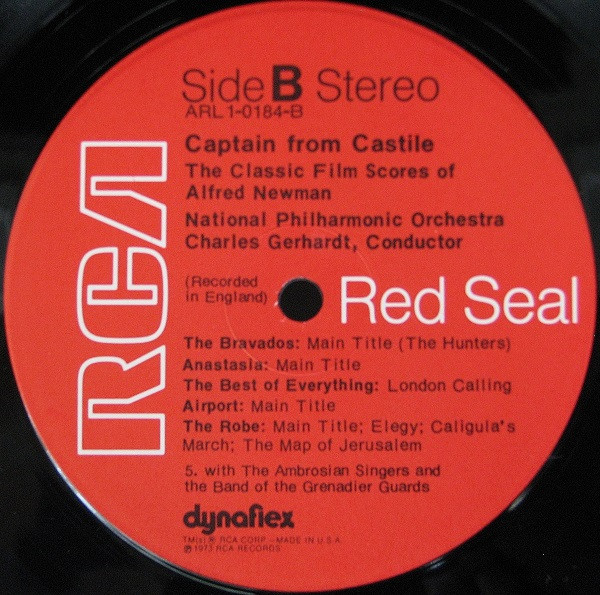 Side B Stereo
ARL1-0184-B
Captain from Castile
The Classic Film Scores of
Alfred Newman
National Philharmonic Orchestra
Charles Gerhardt, Conductor
(Recorded
in England)
RCA
Red Seal
The Bravados: Main Title (The Hunters)
Anastasia: Main Title
The Best of Everything: London Calling
Airport: Main Title
The Robe: Main Title; Elegy; Caligula's
March; The Map of Jerusalem
5. with The Ambrosian Singers and
the Band of the Grenadier Guards
dynaflex
TM(s) ® RCA CORP.—MADE IN U.S.A.
℗ 1973 RCA RECORDS